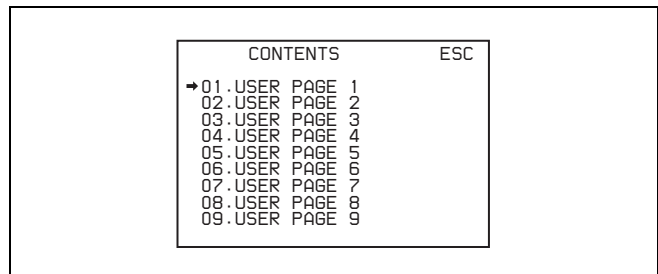 CONTENTS ESC
➡01.USER PAGE 1
02.USER PAGE 2
03.USER PAGE 3
04.USER PAGE 4
05.USER PAGE 5
06.USER PAGE 6
07.USER PAGE 7
08.USER PAGE 8
09.USER PAGE 9